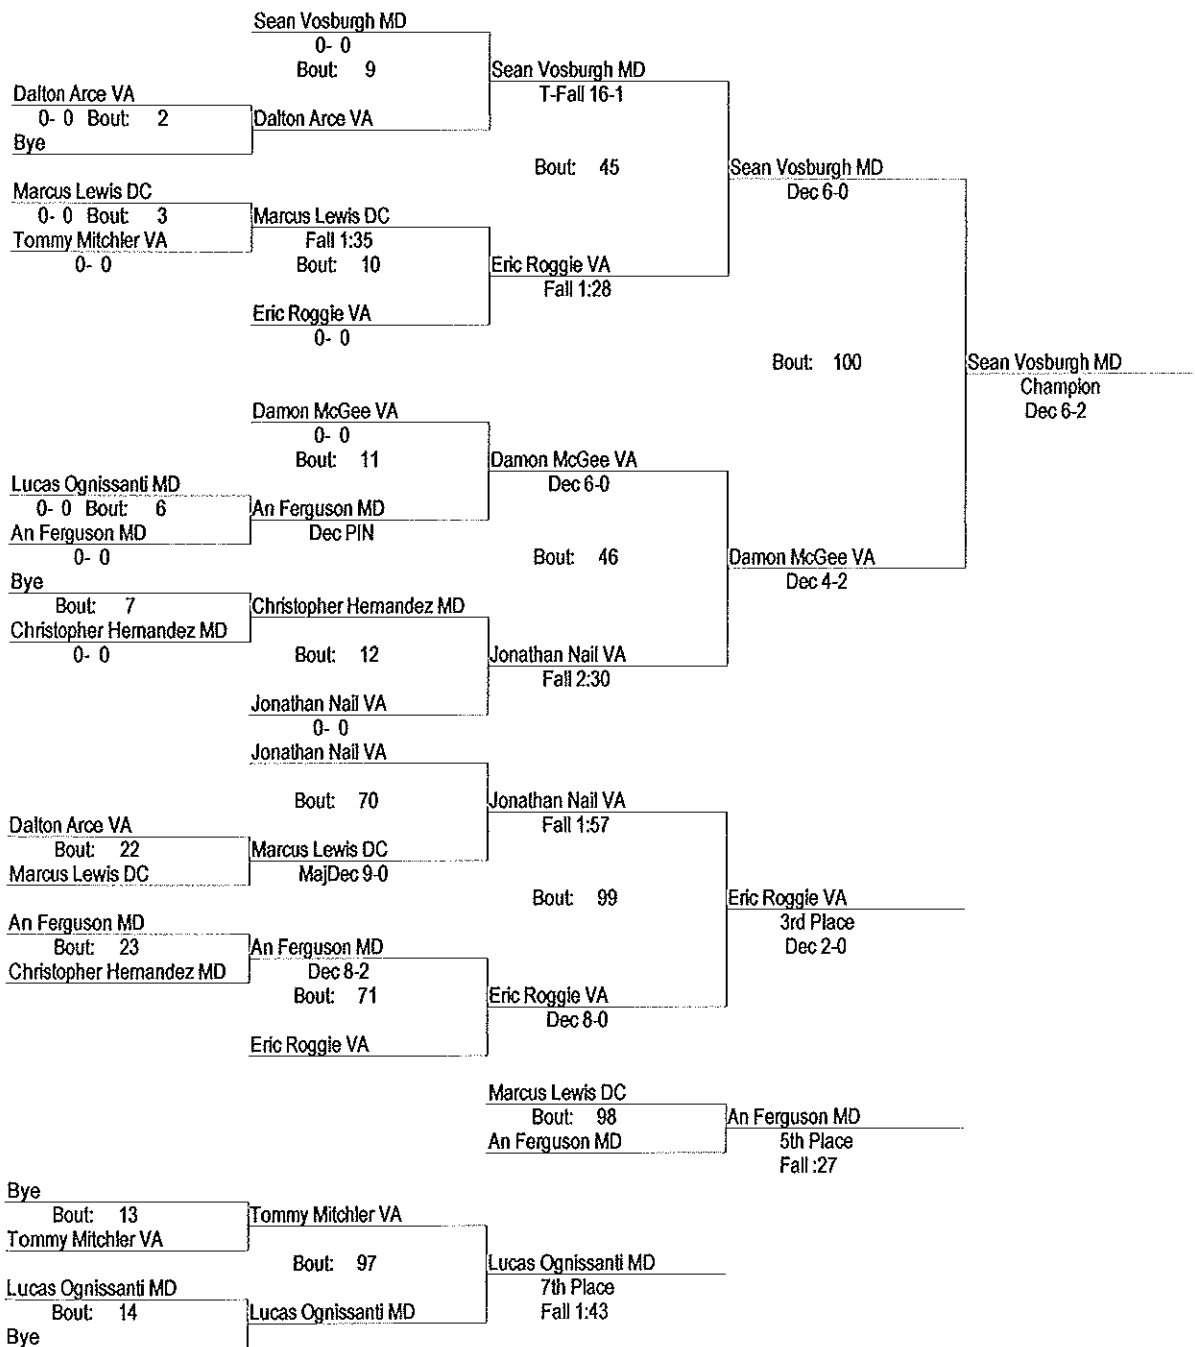 Sean Vosburgh MD
0- 0
Bout: 9
Sean Vosburgh MD
T-Fall 16-1
Dalton Arce VA
0- 0 Bout: 2
Dalton Arce VA
Bye
Bout: 45
Sean Vosburgh MD
Dec 6-0
Marcus Lewis DC
0- 0 Bout: 3
Marcus Lewis DC
Tommy Mitchler VA
Fall 1:35
0- 0
Bout: 10
Eric Roggie VA
Fall 1:28
Eric Roggie VA
0- 0
Bout: 100
Sean Vosburgh MD
Champion
Dec 6-2
Damon McGee VA
0- 0
Bout: 11
Damon McGee VA
Dec 6-0
Lucas Ognissanti MD
0- 0 Bout: 6
An Ferguson MD
An Ferguson MD
Dec PIN
0- 0
Bout: 46
Damon McGee VA
Dec 4-2
Bye
Bout: 7
Christopher Hernandez MD
Christopher Hernandez MD
0- 0
Bout: 12
Jonathan Nail VA
Fall 2:30
Jonathan Nail VA
0- 0
Jonathan Nail VA
Bout: 70
Jonathan Nail VA
Fall 1:57
Dalton Arce VA
Bout: 22
Marcus Lewis DC
Marcus Lewis DC
MajDec 9-0
Bout: 99
Eric Roggie VA
3rd Place
Dec 2-0
An Ferguson MD
Bout: 23
An Ferguson MD
Christopher Hernandez MD
Dec 8-2
Bout: 71
Eric Roggie VA
Dec 8-0
Eric Roggie VA
Marcus Lewis DC
Bout: 98
An Ferguson MD
An Ferguson MD
5th Place
Fall :27
Bye
Bout: 13
Tommy Mitchler VA
Tommy Mitchler VA
Bout: 97
Lucas Ognissanti MD
7th Place
Fall 1:43
Lucas Ognissanti MD
Bout: 14
Lucas Ognissanti MD
Bye